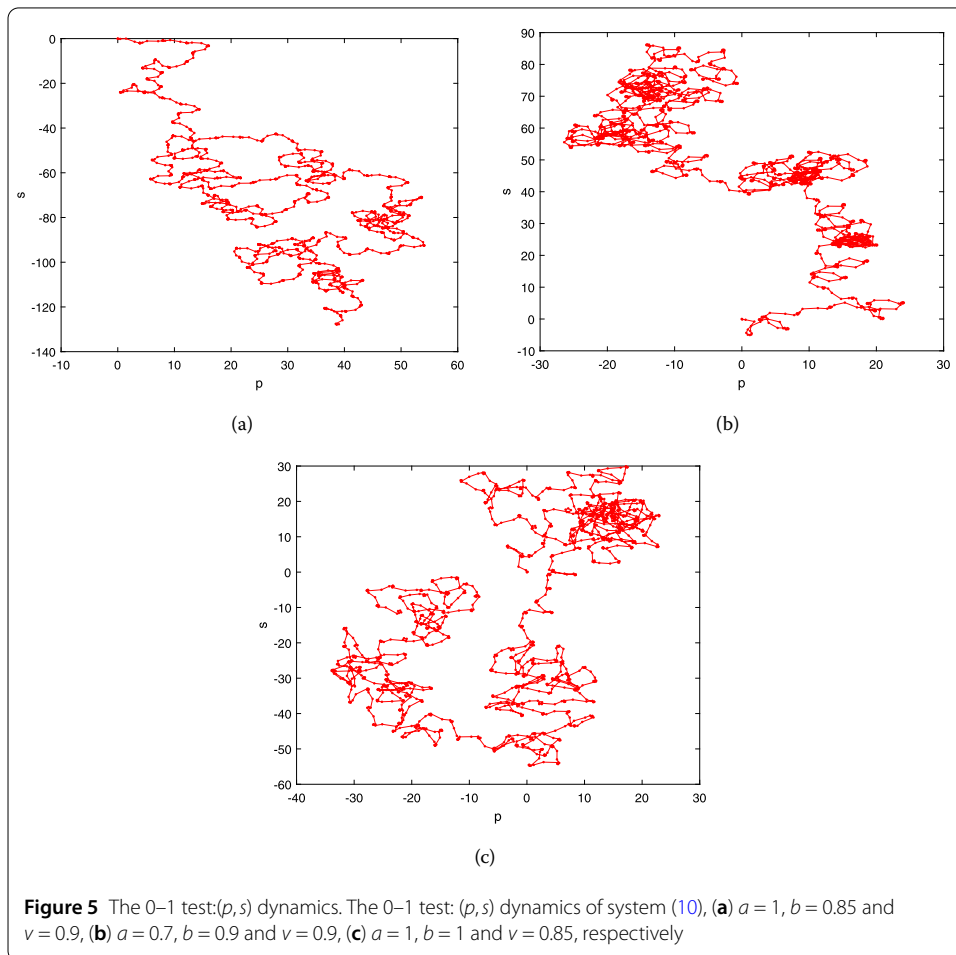 0
-20
-40
-60
-80
-100
-120
-140
s
-10 0 10 20 30 40 50 60
p
(a)
90
80
70
60
50
40
30
20
10
0
-10
s
-30 -20 -10 0 10 20 30
p
(b)
30
20
10
0
-10
-20
-30
-40
-50
-60
s
-40 -30 -20 -10 0 10 20 30
p
(c)
Figure 5 The 0–1 test:(p, s) dynamics. The 0–1 test: (p, s) dynamics of system (10), (a) a = 1, b = 0.85 and
ν = 0.9, (b) a = 0.7, b = 0.9 and ν = 0.9, (c) a = 1, b = 1 and ν = 0.85, respectively